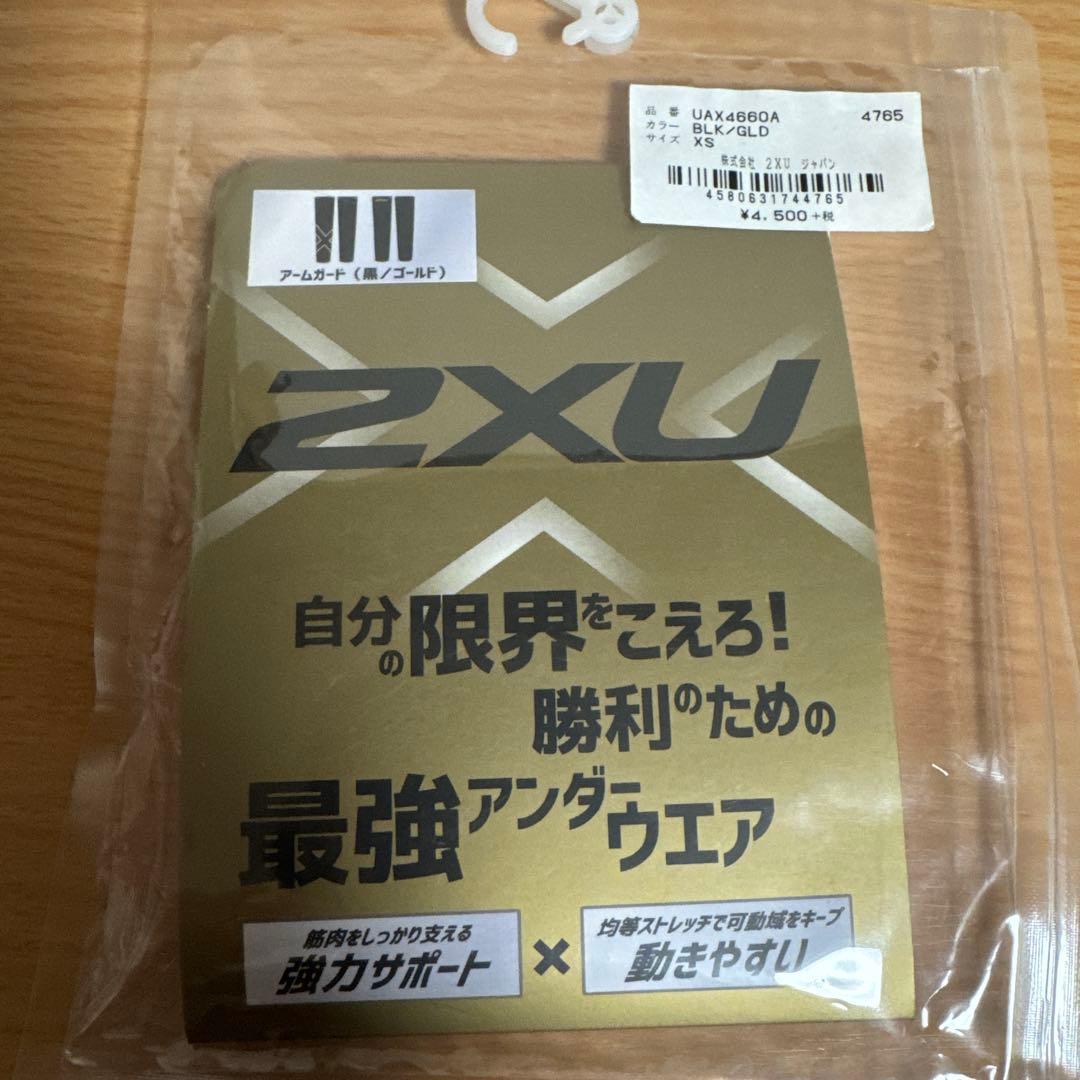 品番 UAX4660A 4765
カラー BLK/GLD
サイズ XS
株式会社 2XU ジャパン
4580631744765
¥4,500+税
アームガード(黒/ゴールド)
2XU
自分の限界をこえろ!
勝利のための
最強アンダーウエア
筋肉をしっかり支える
強力サポート
×
均等ストレッチで可動域をキープ
動きやすい